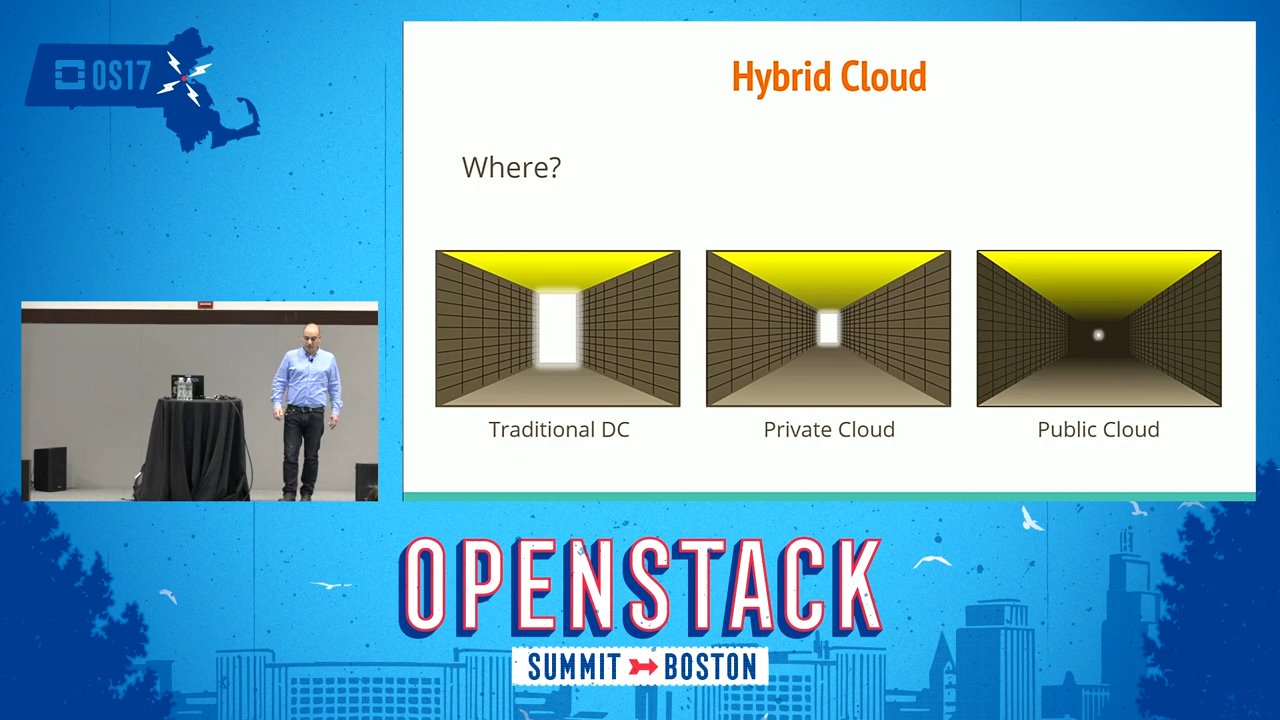 OS17
Hybrid Cloud
Where?
Traditional DC
Private Cloud
Public Cloud
OPENSTACK
SUMMIT BOSTON